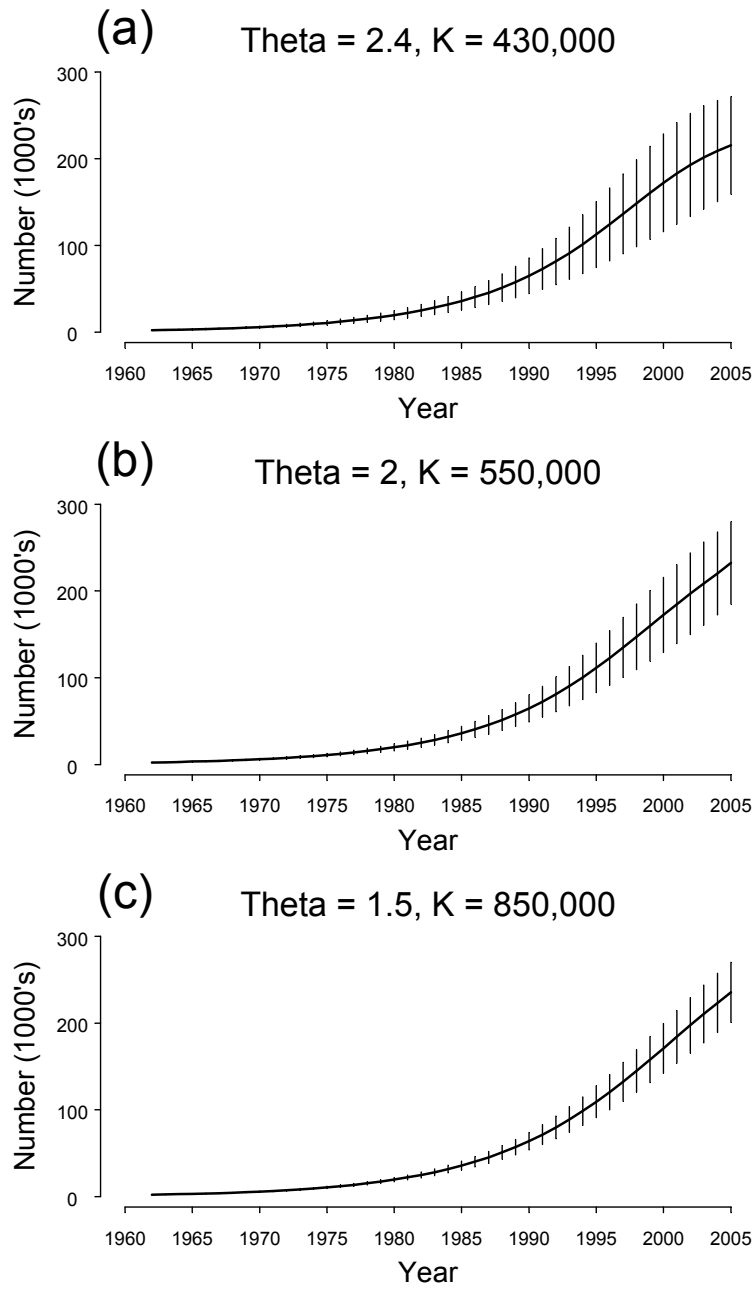 (a)
Theta = 2.4, K = 430,000
Number (1000's)
300
200
100
0
1960 1965 1970 1975 1980 1985 1990 1995 2000 2005
Year
(b)
Theta = 2, K = 550,000
Number (1000's)
300
200
100
0
1960 1965 1970 1975 1980 1985 1990 1995 2000 2005
Year
(c)
Theta = 1.5, K = 850,000
Number (1000's)
300
200
100
0
1960 1965 1970 1975 1980 1985 1990 1995 2000 2005
Year